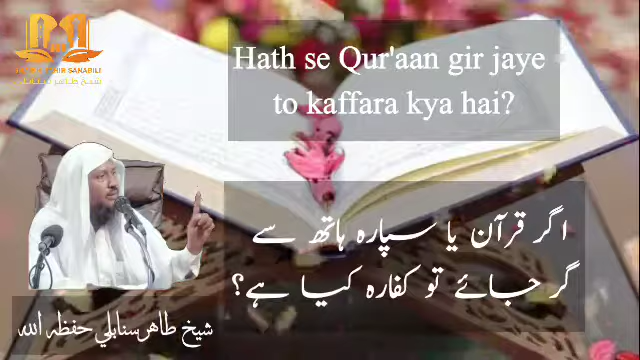 Hath se Qur'aan gir jaye
to kaffara kya hai?
اگر قرآن یا سپارہ ہاتھ سے
گر جائے تو کفارہ کیا ہے؟
شیخ طاہر سنابلي حفظہ اللہ